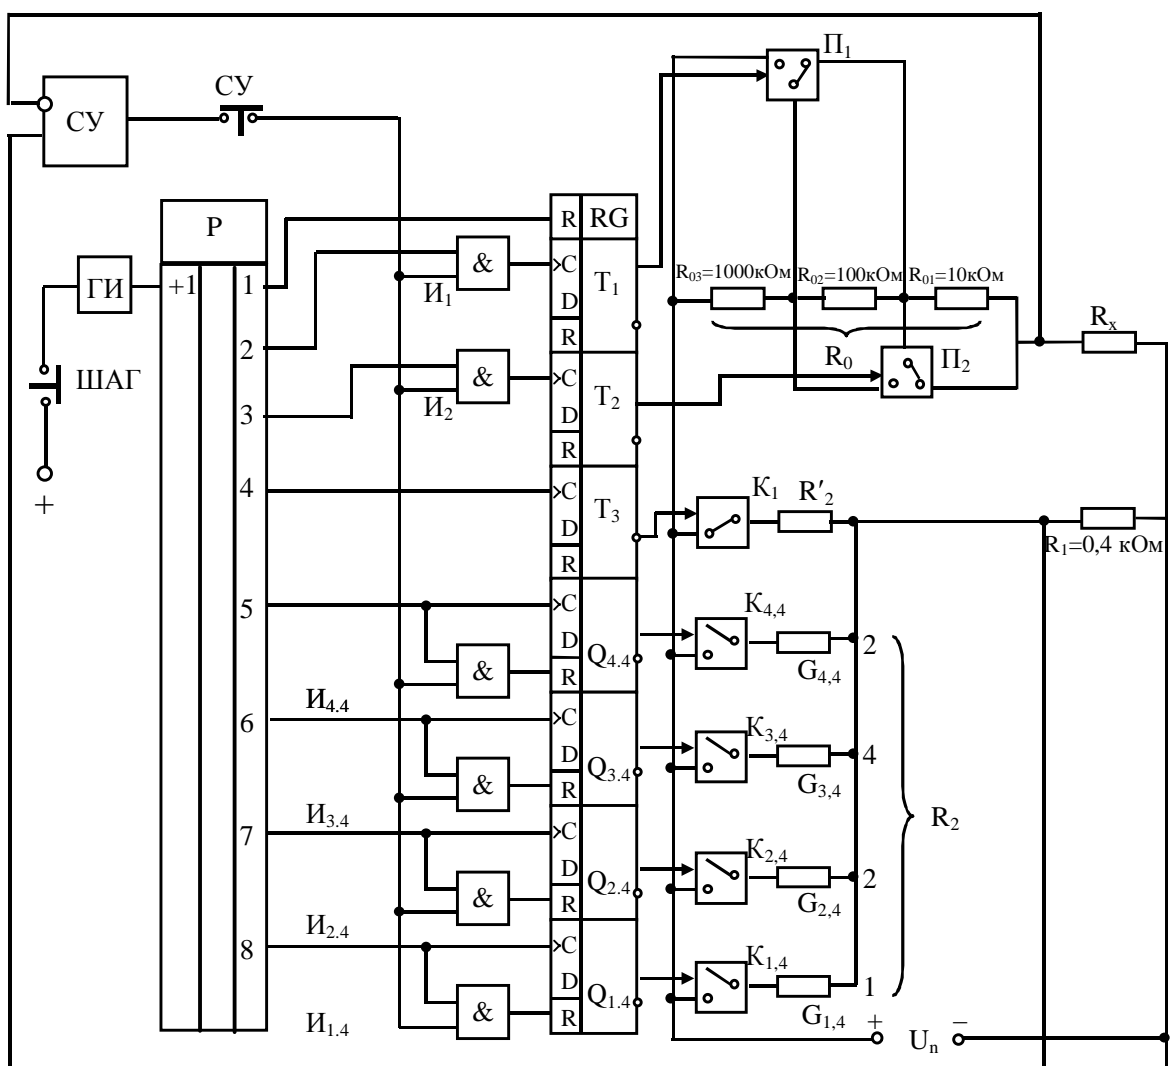 П1
СУ
СУ
Р
R RG
& C
ГИ +1 1 И1 D T1
R03=1000кОм R02=100кОм R01=10кОм
R
2
Rx
ШАГ
& C
R0 П2
3 И2 D T2
R
+
4 C
K1 R'2
T3
D
R1=0,4 кОм
R
5 C
K4,4
D
2
& R Q4.4
G4,4
И4.4
6 C
K3,4
D
4
& R Q3.4
G3,4
И3.4
R2
7 C
K2,4
D
2
& R Q2.4
G2,4
И2.4
8 C
K1,4
D
1
& R Q1.4
G1,4
И1.4
+ Un −